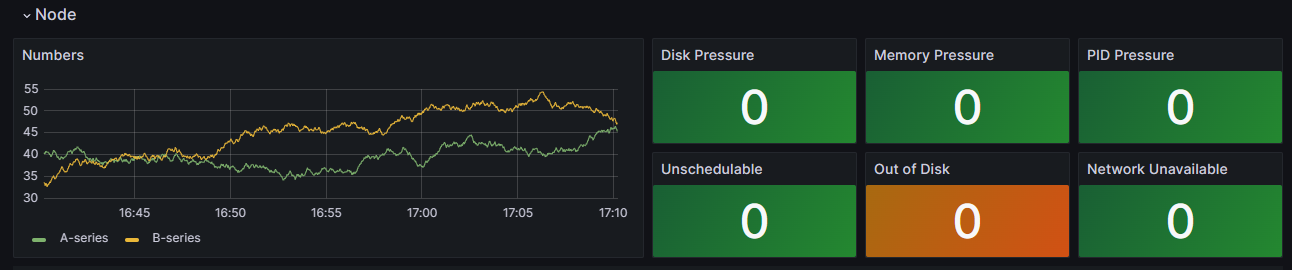 Node
Numbers
55
50
45
40
35
30
16:45 16:50 16:55 17:00 17:05 17:10
A-series B-series
Disk Pressure
0
Memory Pressure
0
PID Pressure
0
Unschedulable
0
Out of Disk
0
Network Unavailable
0